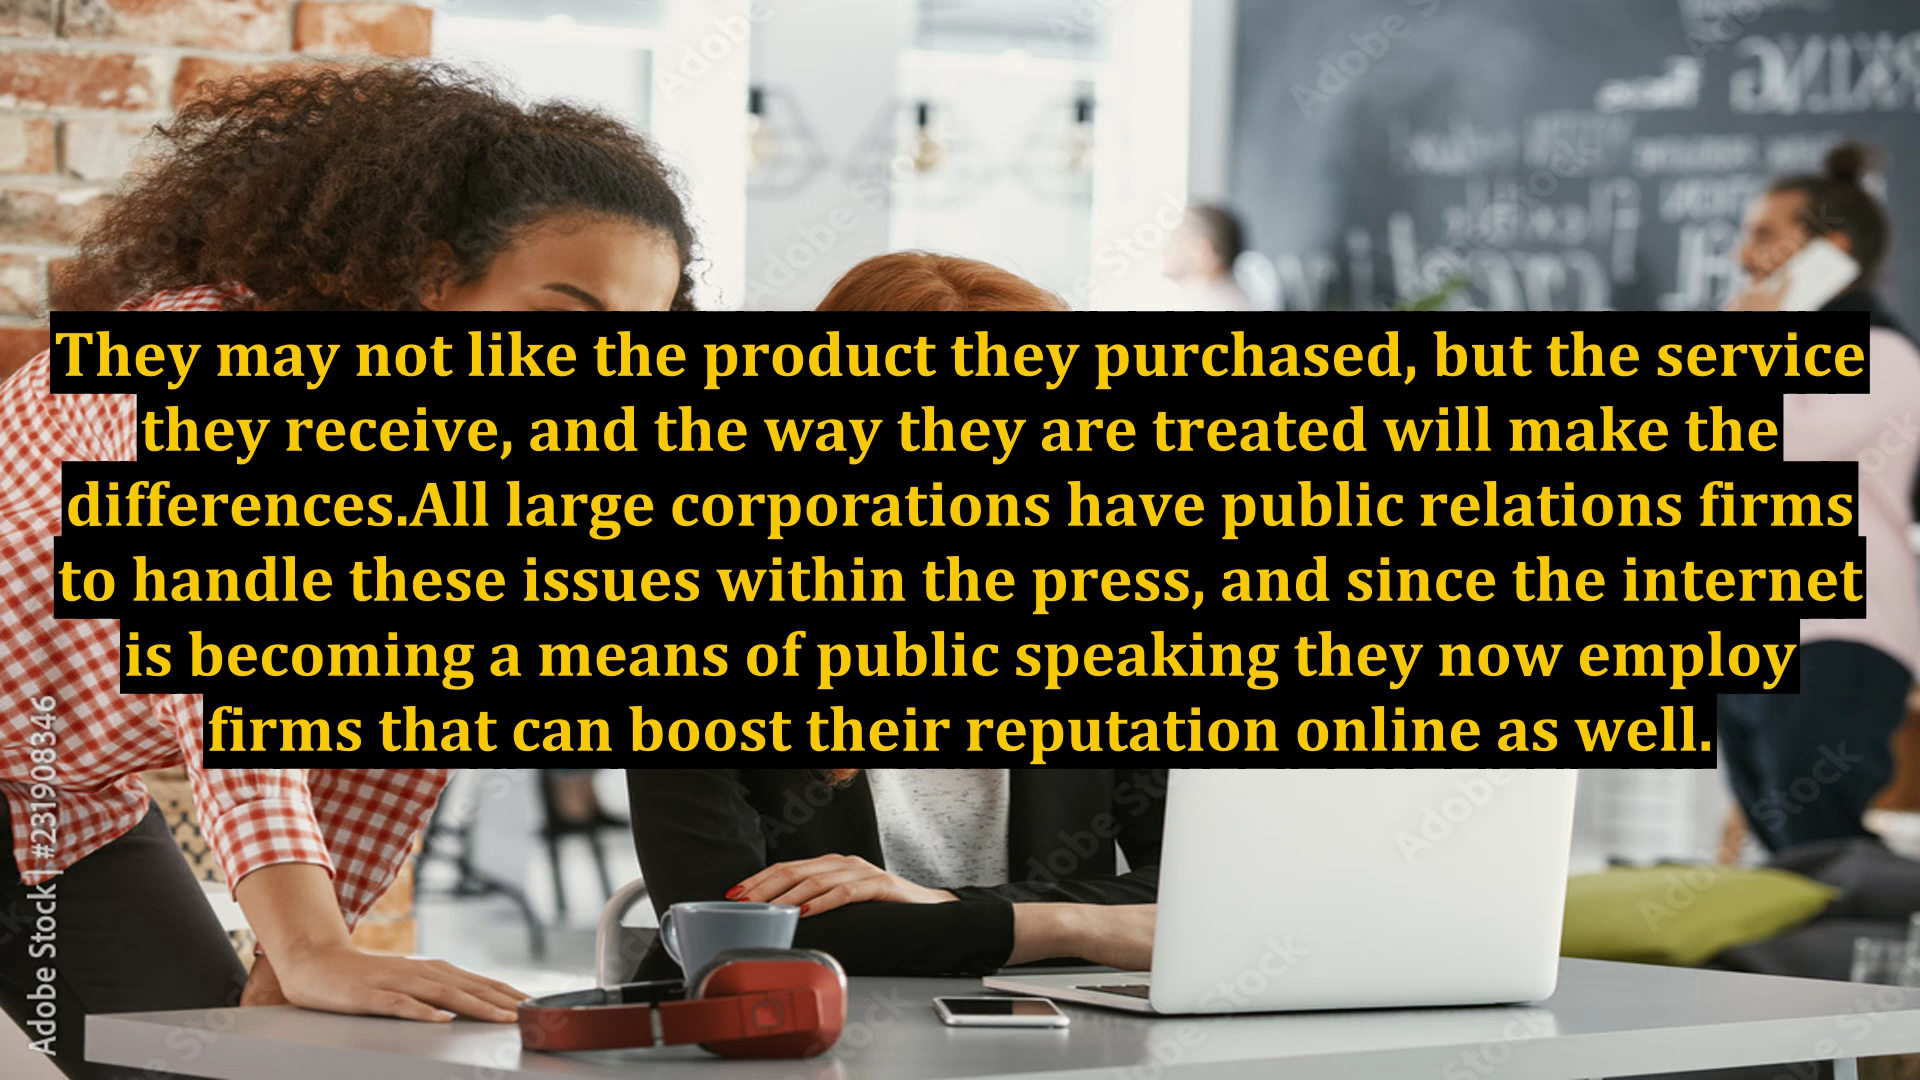 They may not like the product they purchased, but the service
they receive, and the way they are treated will make the
differences.All large corporations have public relations firms
to handle these issues within the press, and since the internet
is becoming a means of public speaking they now employ
firms that can boost their reputation online as well.
Adobe Stock | #231908346